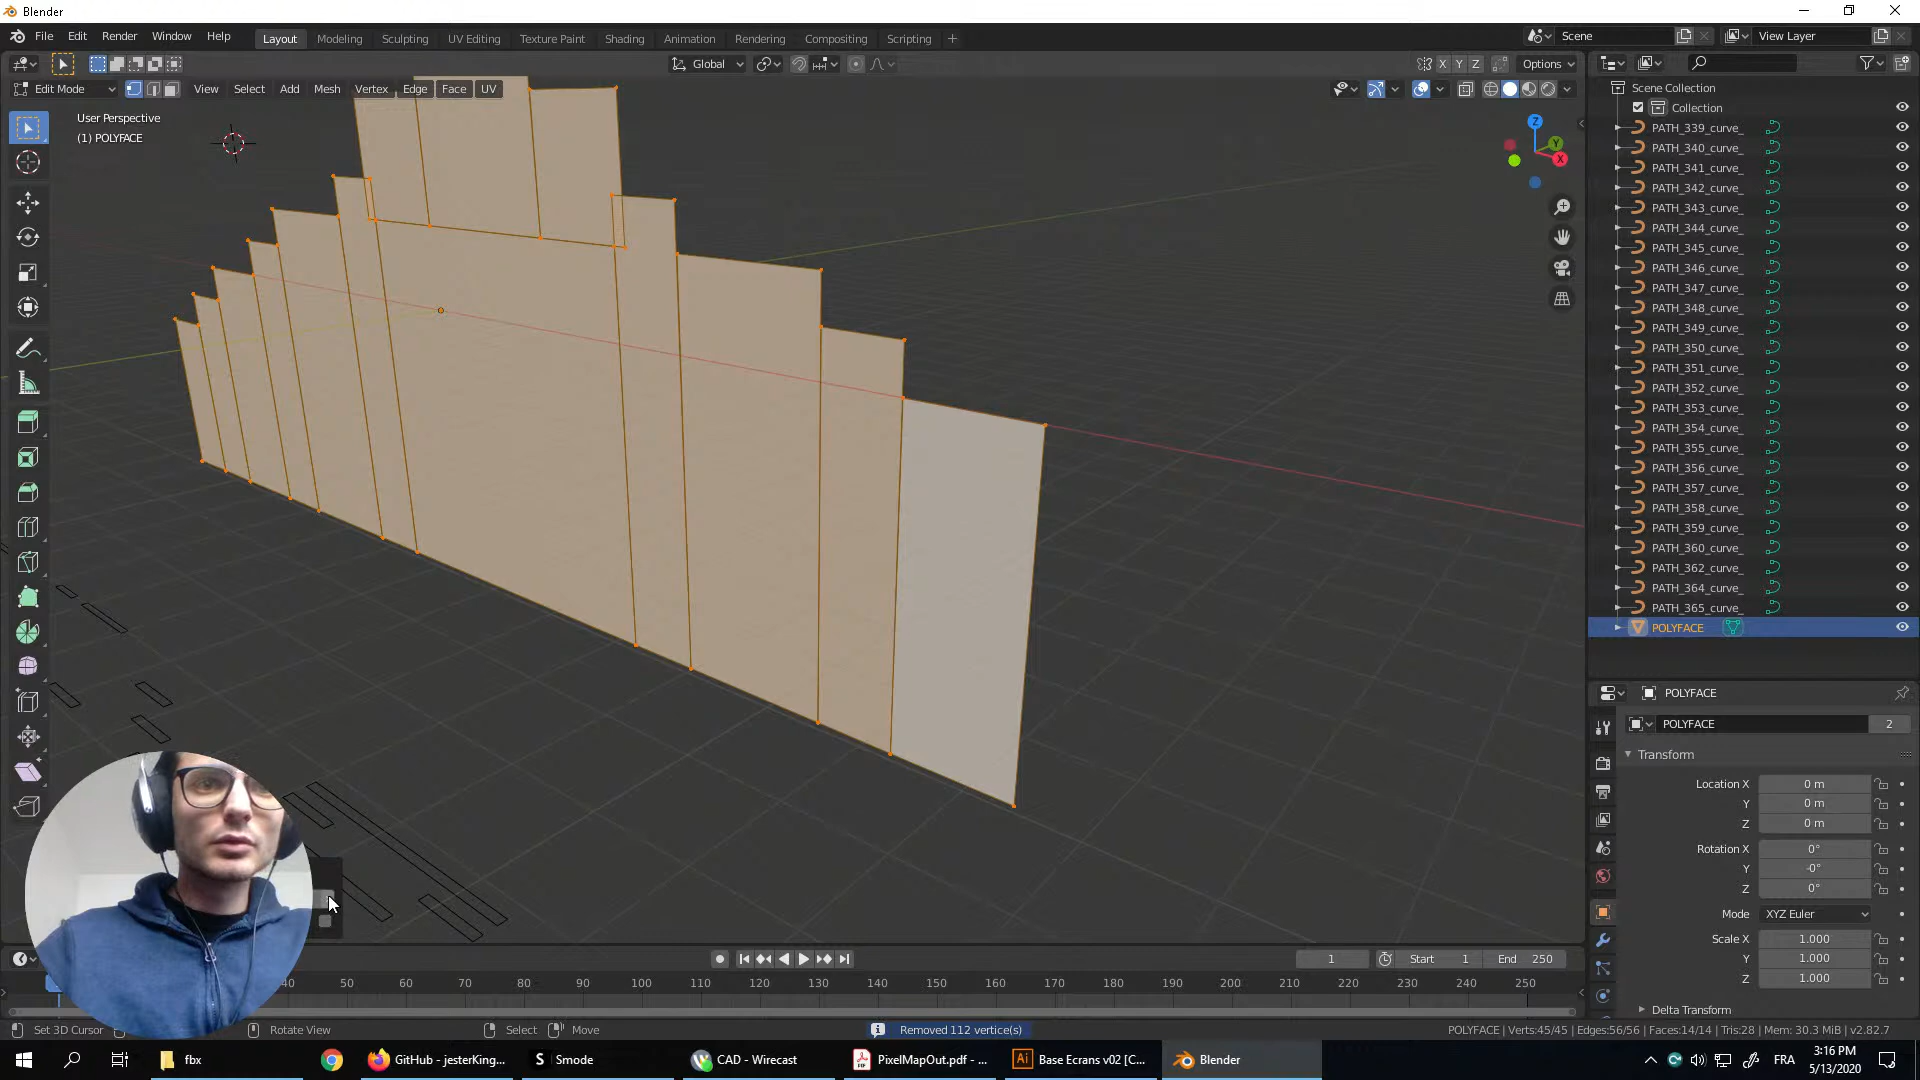 Blender
File Edit Render Window Help
Layout Modeling Sculpting UV Editing Texture Paint Shading Animation Rendering Compositing Scripting +
Scene View Layer
Global Options
X Y Z
Edit Mode View Select Add Mesh Vertex Edge Face UV
User Perspective
(1) POLYFACE
Z
Y
X
Scene Collection
Collection
PATH_339_curve_
PATH_340_curve_
PATH_341_curve_
PATH_342_curve_
PATH_343_curve_
PATH_344_curve_
PATH_345_curve_
PATH_346_curve_
PATH_347_curve_
PATH_348_curve_
PATH_349_curve_
PATH_350_curve_
PATH_351_curve_
PATH_352_curve_
PATH_353_curve_
PATH_354_curve_
PATH_355_curve_
PATH_356_curve_
PATH_357_curve_
PATH_358_curve_
PATH_359_curve_
PATH_360_curve_
PATH_362_curve_
PATH_364_curve_
PATH_365_curve_
POLYFACE
POLYFACE
POLYFACE 2
Transform
Location X 0 m
Y 0 m
Z 0 m
Rotation X 0°
Y -0°
Z 0°
Mode XYZ Euler
Scale X 1.000
Y 1.000
Z 1.000
Delta Transform
1 Start 1 End 250
40 50 60 70 80 90 100 110 120 130 140 150 160 170 180 190 200 210 220 230 240 250
Set 3D Cursor Rotate View Select Move Removed 112 vertice(s) POLYFACE | Verts:45/45 | Edges:56/56 | Faces:14/14 | Tris:28 | Mem: 30.3 MiB | v2.82.7
fbx GitHub - jesterKing... Smode CAD - Wirecast PixelMapOut.pdf - ... Base Ecrans v02 [C... Blender FRA 3:16 PM
5/13/2020